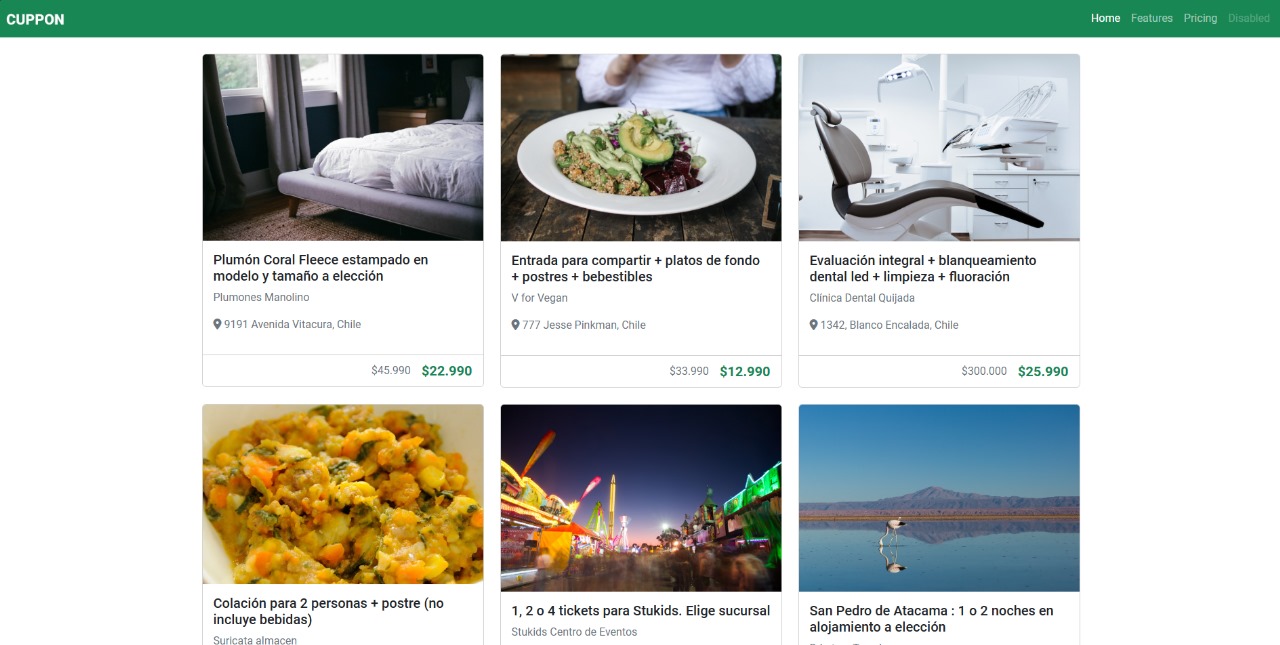 CUPPON
Home Features Pricing Disabled
Plumón Coral Fleece estampado en
modelo y tamaño a elección
Plumones Manolino
9191 Avenida Vitacura, Chile
$45.990 $22.990
Entrada para compartir + platos de fondo
+ postres + bebestibles
V for Vegan
777 Jesse Pinkman, Chile
$33.990 $12.990
Evaluación integral + blanqueamiento
dental led + limpieza + fluoración
Clínica Dental Quijada
1342, Blanco Encalada, Chile
$300.000 $25.990
Colación para 2 personas + postre (no
incluye bebidas)
Suricata almacen
1, 2 o 4 tickets para Stukids. Elige sucursal
Stukids Centro de Eventos
San Pedro de Atacama : 1 o 2 noches en
alojamiento a elección